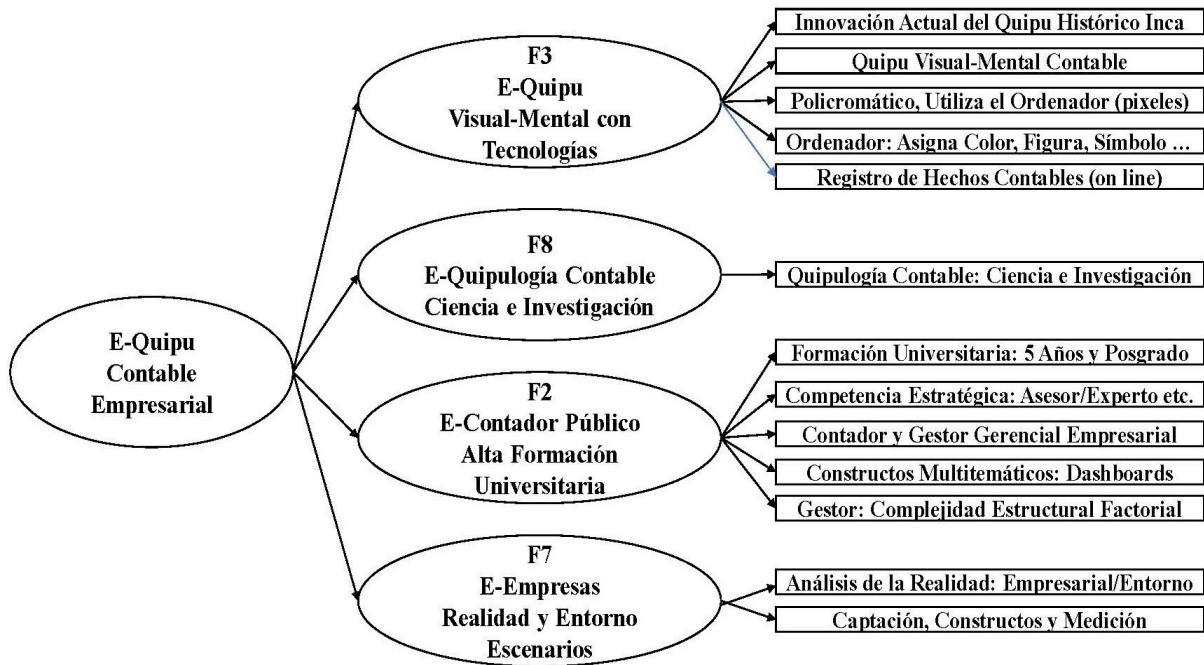 E-Quipu
Contable
Empresarial
F3
E-Quipu
Visual-Mental con
Tecnologías
Innovación Actual del Quipu Histórico Inca
Quipu Visual-Mental Contable
Policromático, Utiliza el Ordenador (pixeles)
Ordenador: Asigna Color, Figura, Símbolo ...
Registro de Hechos Contables (on line)
F8
E-Quipulogía Contable
Ciencia e Investigación
Quipulogía Contable: Ciencia e Investigación
F2
E-Contador Público
Alta Formación
Universitaria
Formación Universitaria: 5 Años y Posgrado
Competencia Estratégica: Asesor/Experto etc.
Contador y Gestor Gerencial Empresarial
Constructos Multitemáticos: Dashboards
Gestor: Complejidad Estructural Factorial
F7
E-Empresas
Realidad y Entorno
Escenarios
Análisis de la Realidad: Empresarial/Entorno
Captación, Constructos y Medición